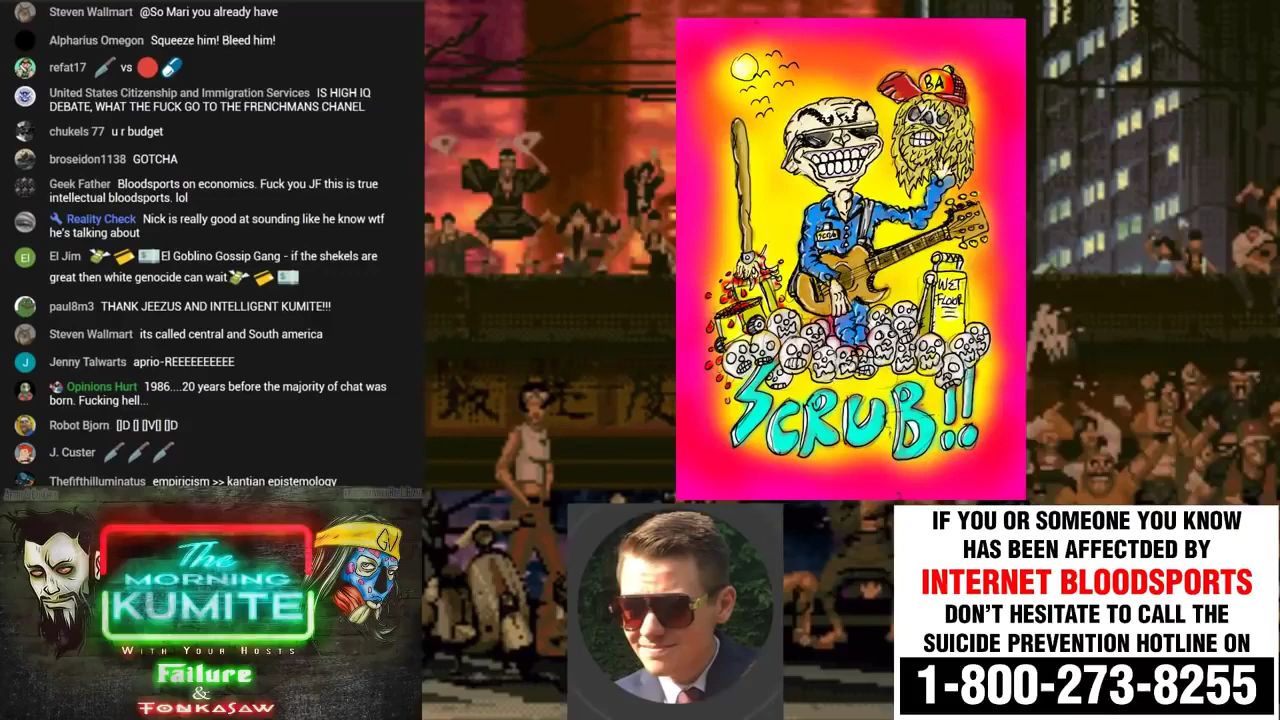 Steven Wallmart @So Mari you already have
Alpharius Omegon Squeeze him! Bleed him!
refat17 vs
United States Citizenship and Immigration Services IS HIGH IQ
DEBATE, WHAT THE FUCK GO TO THE FRENCHMANS CHANEL
chukels 77 u r budget
broseidon1138 GOTCHA
Geek Father Bloodsports on economics. Fuck you JF this is true
intellectual bloodsports. lol
Reality Check Nick is really good at sounding like he know wtf
he's talking about
El El Jim El Goblino Gossip Gang - if the shekels are
great then white genocide can wait
paul8m3 THANK JEEZUS AND INTELLIGENT KUMITE!!!
Steven Wallmart its called central and South america
J Jenny Talwarts aprio-REEEEEEEEEE
Opinions Hurt 1986....20 years before the majority of chat was
born. Fucking hell...
Robot Bjorn []D [] []V[] []D
J. Custer
Thefifthilluminatus empiricism >> kantian epistemology
The
MORNING
KUMITE
WITH YOUR HOSTS
Failure
&
TONKASAW
BA
WET
FLOOR
SCRUB!!
IF YOU OR SOMEONE YOU KNOW
HAS BEEN AFFECTDED BY
INTERNET BLOODSPORTS
DON'T HESITATE TO CALL THE
SUICIDE PREVENTION HOTLINE ON
1-800-273-8255